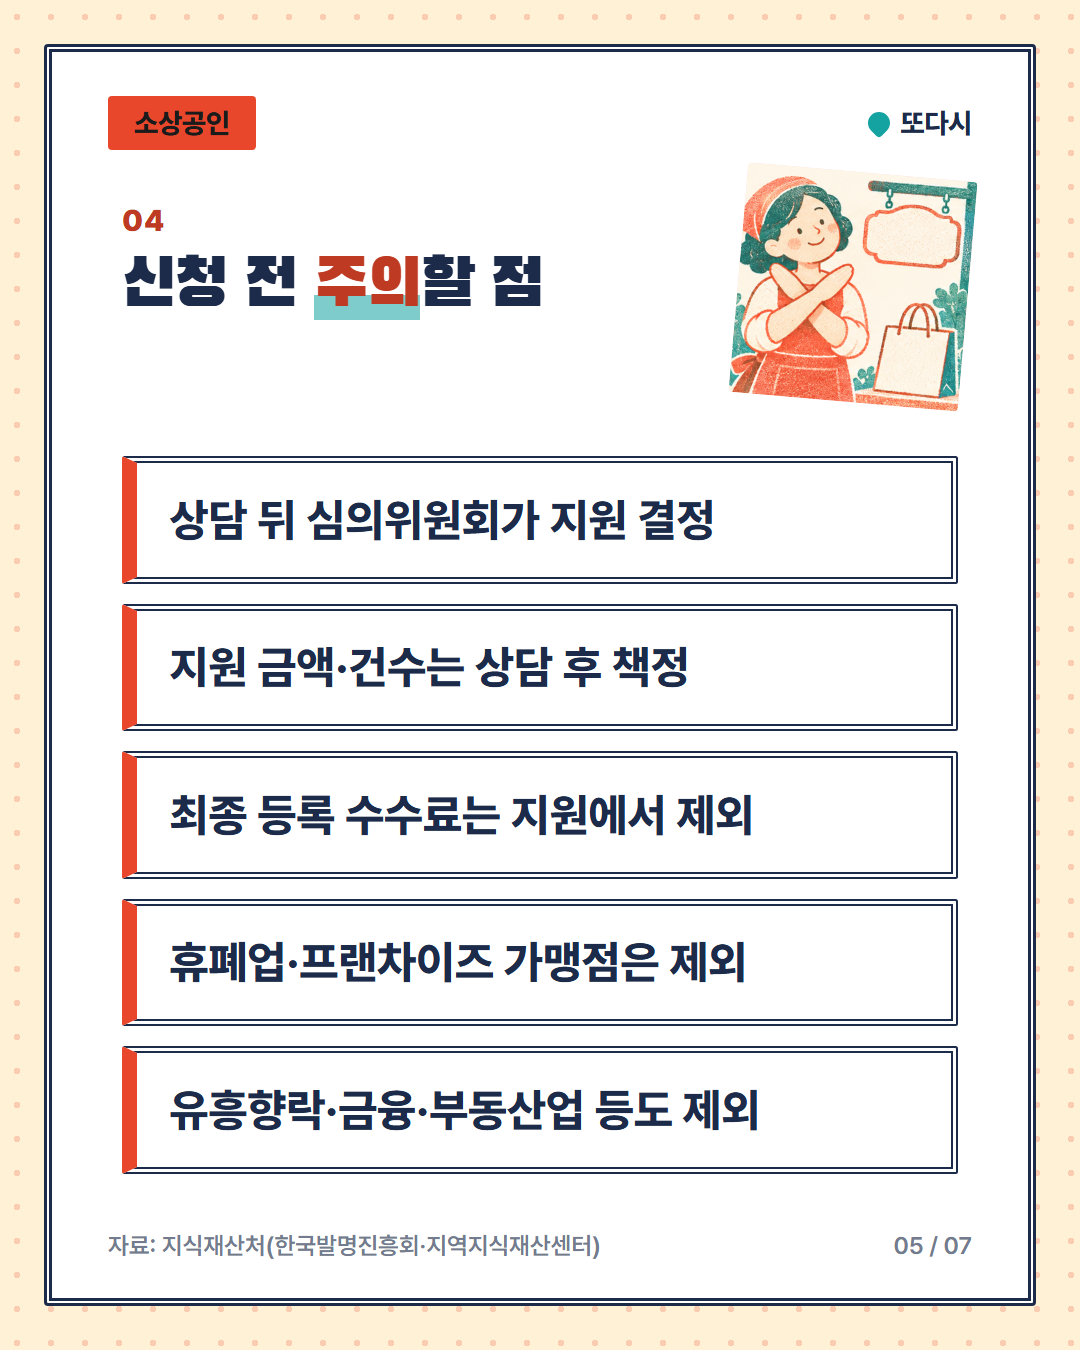 소상공인
또다시
04
신청 전 주의할 점
상담 뒤 심의위원회가 지원 결정
지원 금액·건수는 상담 후 책정
최종 등록 수수료는 지원에서 제외
휴폐업·프랜차이즈 가맹점은 제외
유흥향락·금융·부동산업 등도 제외
자료: 지식재산처(한국발명진흥회·지역지식재산센터)
05 / 07